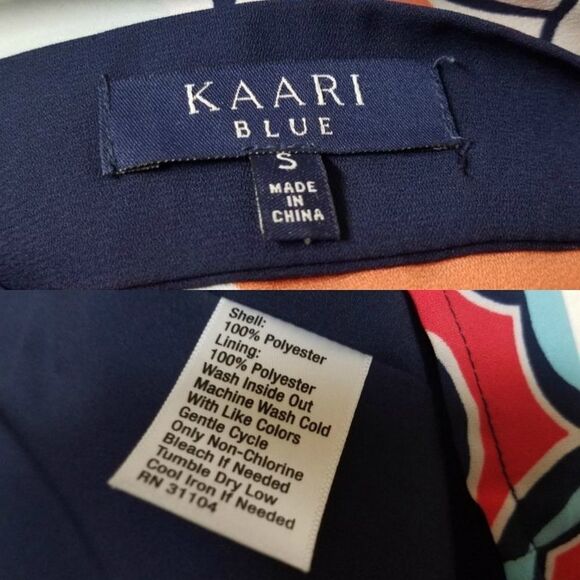 KAARI
BLUE
S
MADE
IN
CHINA
Shell:
100% Polyester
Lining:
100% Polyester
Wash Inside Out
Machine Wash Cold
With Like Colors
Gentle Cycle
Only Non-Chlorine
Bleach If Needed
Tumble Dry Low
Cool Iron If Needed
RN 31104